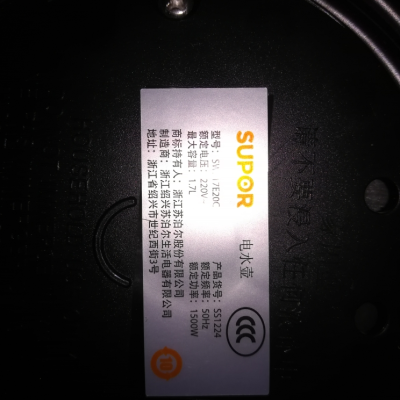 SUPOR 电水壶
型号：
产品货号：SS1224
额定电压：220V~
额定频率：50Hz
最大容量：1.7L
额定功率：1500W
商标持有人：浙江苏泊尔股份有限公司
制造商：浙江绍兴苏泊尔生活电器有限公司
地址：浙江省绍兴市世纪西街3号
CCC
10